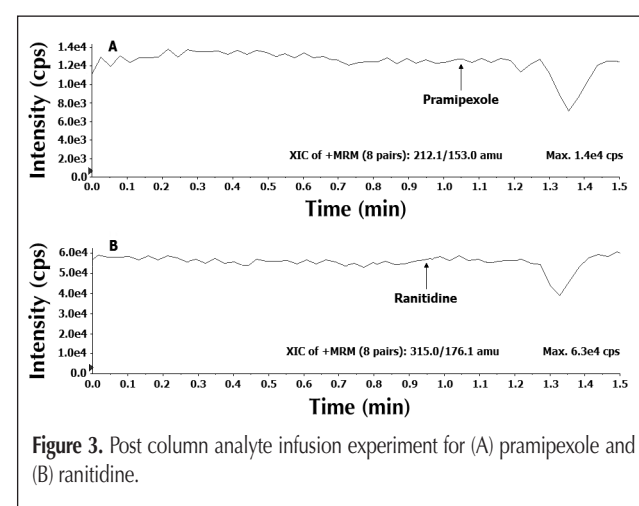 A
Intensity (cps)
1.4e4
1.2e4
1.0e4
8.0e3
6.0e3
4.0e3
2.0e3
0.0
Pramipexole
XIC of +MRM (8 pairs): 212.1/153.0 amu Max. 1.4e4 cps
0.0 0.1 0.2 0.3 0.4 0.5 0.6 0.7 0.8 0.9 1.0 1.1 1.2 1.3 1.4 1.5
Time (min)
B
Intensity (cps)
6.0e4
5.0e4
4.0e4
3.0e4
2.0e4
1.0e4
0.0
Ranitidine
XIC of +MRM (8 pairs): 315.0/176.1 amu Max. 6.3e4 cps
0.0 0.1 0.2 0.3 0.4 0.5 0.6 0.7 0.8 0.9 1.0 1.1 1.2 1.3 1.4 1.5
Time (min)
Figure 3. Post column analyte infusion experiment for (A) pramipexole and
(B) ranitidine.